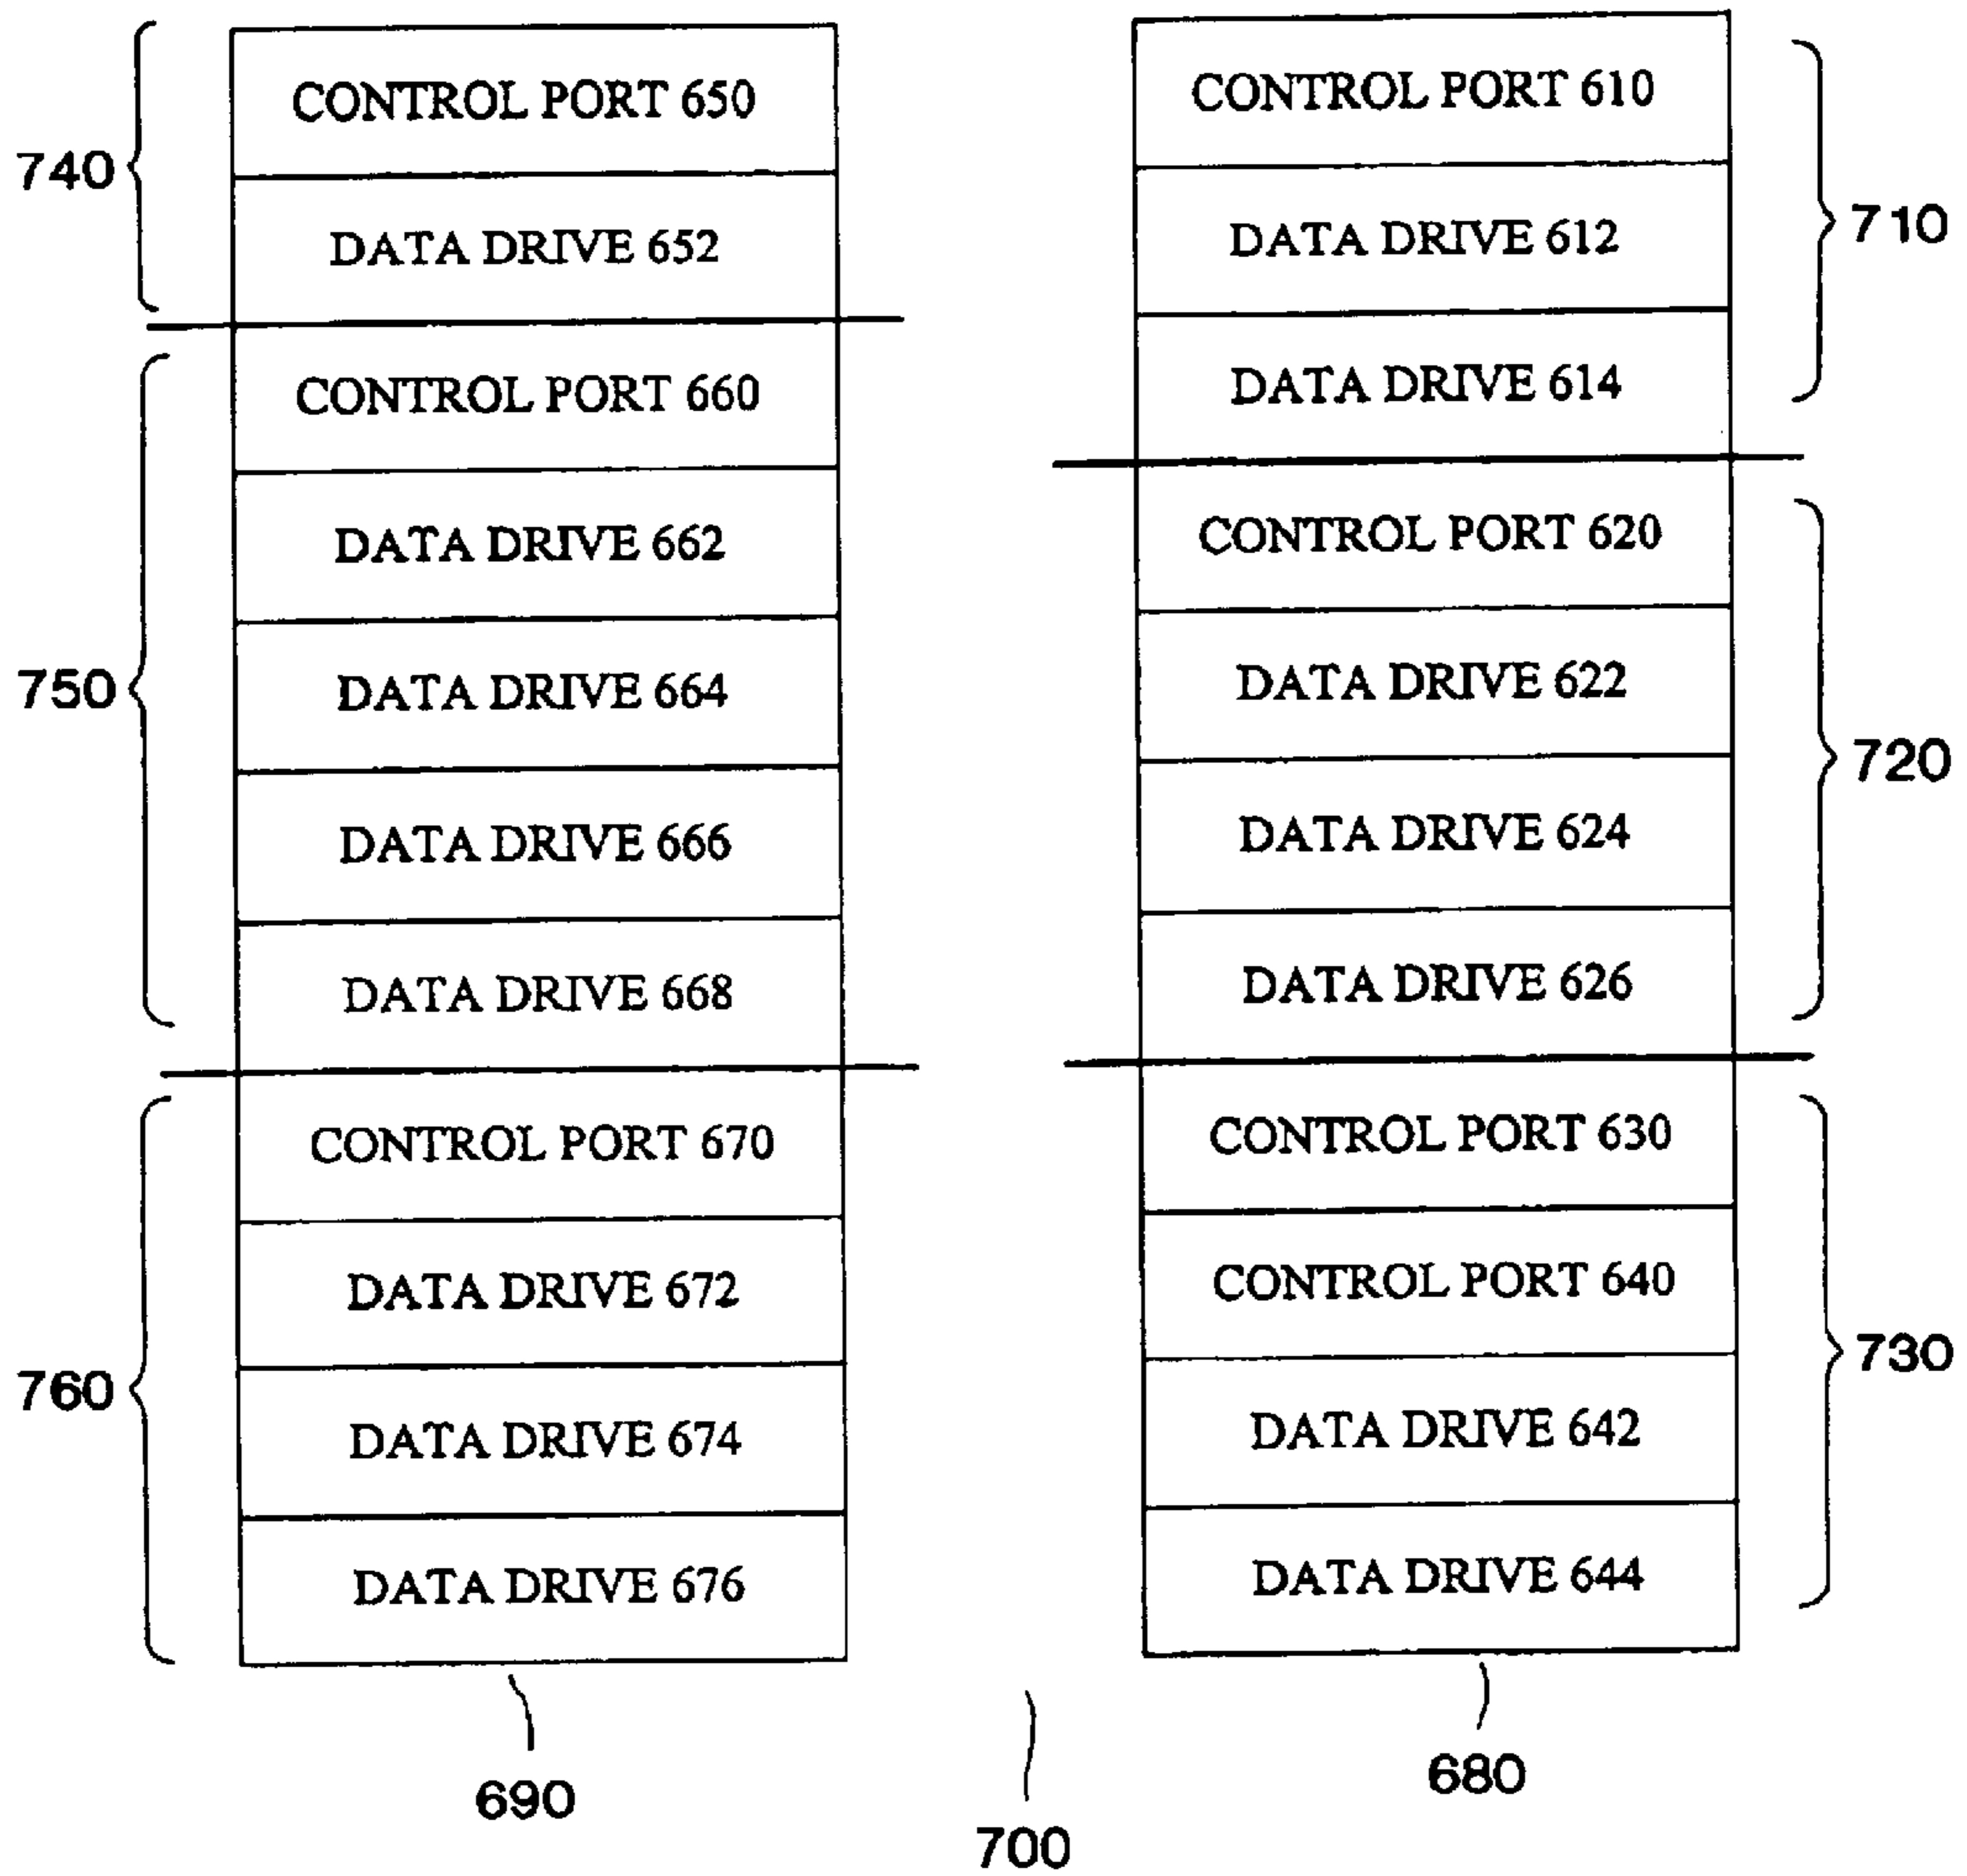 740
CONTROL PORT 650
DATA DRIVE 652
750
CONTROL PORT 660
DATA DRIVE 662
DATA DRIVE 664
DATA DRIVE 666
DATA DRIVE 668
760
CONTROL PORT 670
DATA DRIVE 672
DATA DRIVE 674
DATA DRIVE 676
690
CONTROL PORT 610
DATA DRIVE 612
DATA DRIVE 614
710
CONTROL PORT 620
DATA DRIVE 622
DATA DRIVE 624
DATA DRIVE 626
720
CONTROL PORT 630
CONTROL PORT 640
DATA DRIVE 642
DATA DRIVE 644
730
680
700